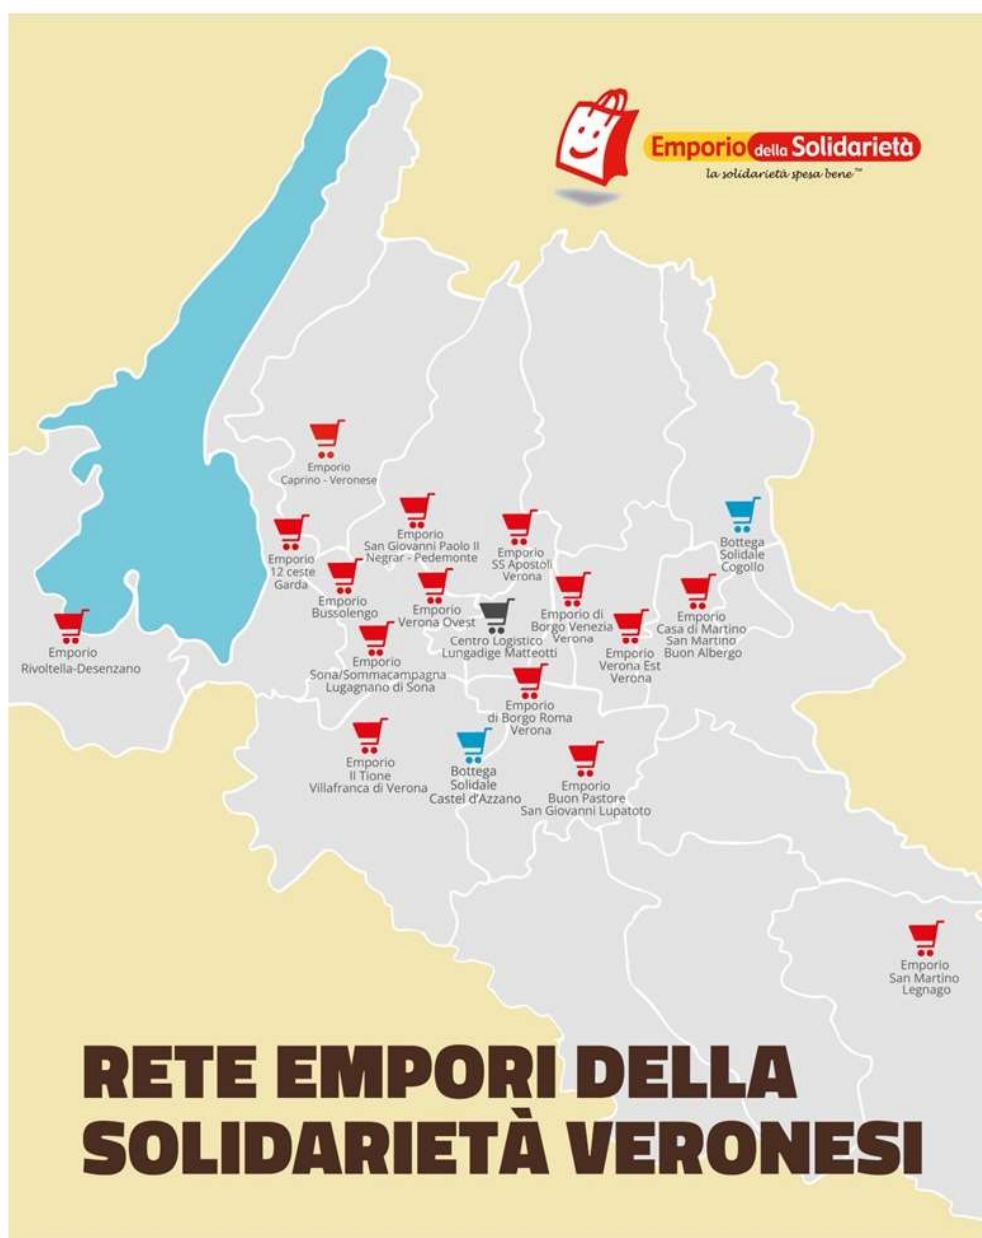 Emporio della Solidarietà
la solidarietà spesa bene™
Emporio
Caprino - Veronese
Emporio
San Giovanni Paolo II
Negrar - Pedemonte
Emporio
SS Apostoli
Verona
Bottega
Solidale
Cogollo
Emporio
12 ceste
Garda
Emporio
Bussolengo
Emporio
Verona Ovest
Centro Logistico
Lungadige Matteotti
Emporio di
Borgo Venezia
Verona
Emporio
Verona Est
Verona
Emporio
Casa di Martino
San Martino
Buon Albergo
Emporio
Rivoltella-Desenzano
Emporio
Sona/Sommacampagna
Lugagnano di Sona
Emporio
di Borgo Roma
Verona
Emporio
Il Tione
Villafranca di Verona
Bottega
Solidale
Castel d'Azzano
Emporio
Buon Pastore
San Giovanni Lupatoto
Emporio
San Martino
Legnago
RETE EMPORI DELLA
SOLIDARIETÀ VERONESI